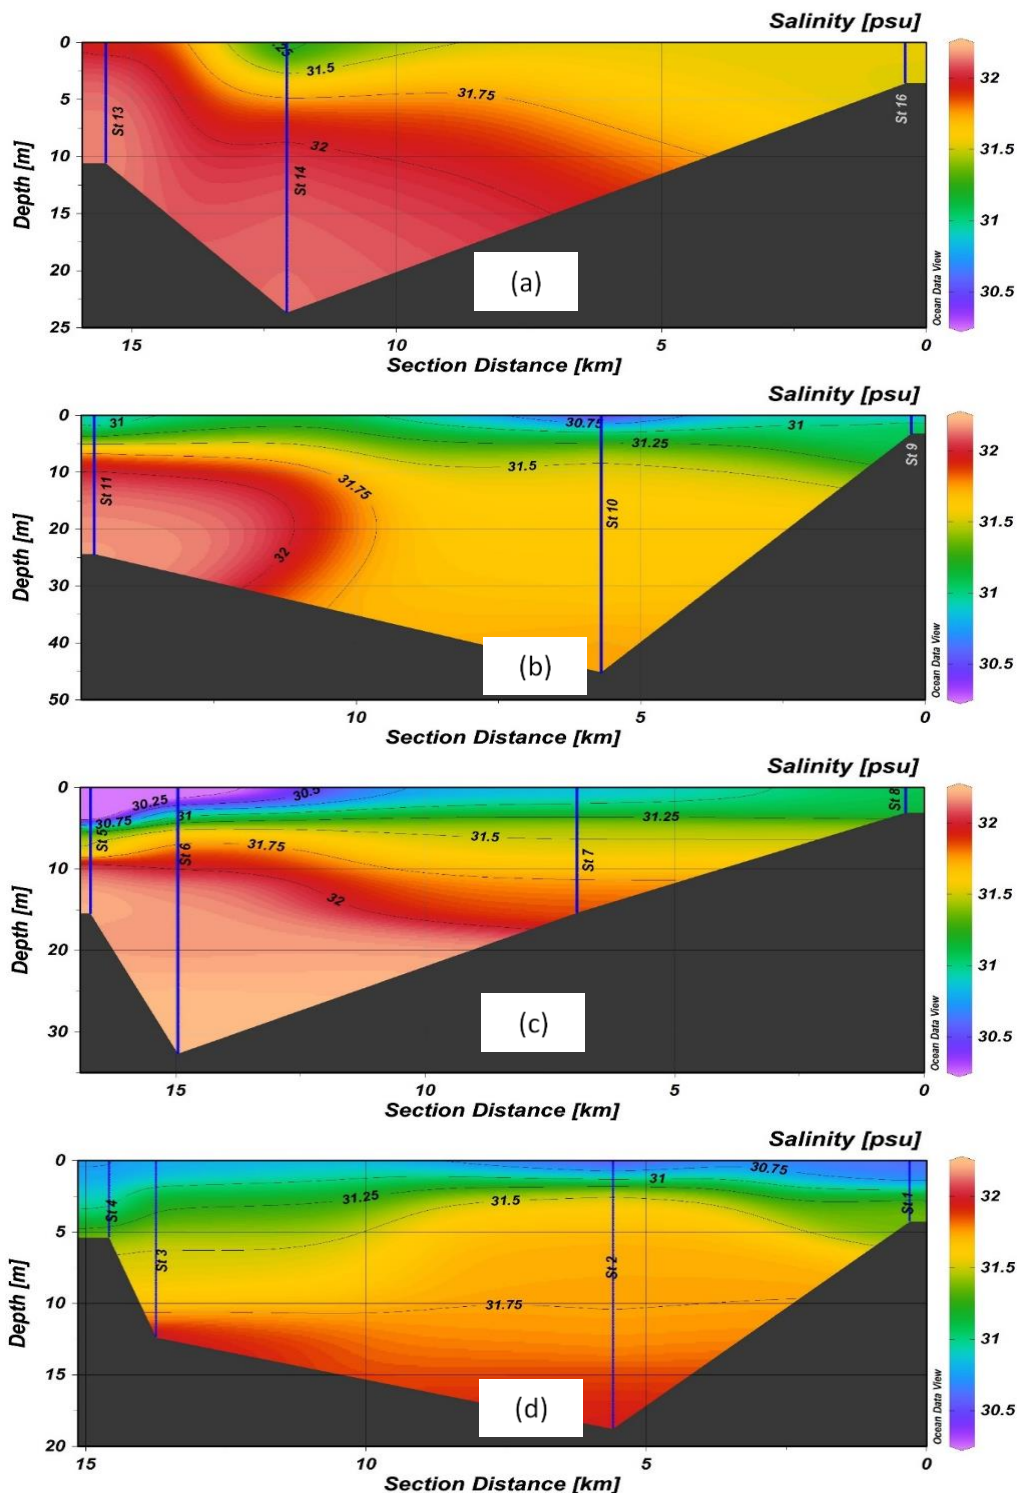 Salinity [psu]
0
5
10
15
20
25
Depth [m]
St 13
St 14
St 16
.25
31.5
31.75
32
(a)
15
10
5
0
Section Distance [km]
Ocean Data View
32
31.5
31
30.5
Salinity [psu]
0
10
20
30
40
50
Depth [m]
St 11
St 10
St 9
31
30.75
31
31.25
31.5
31.75
32
(b)
10
5
0
Section Distance [km]
Ocean Data View
32
31.5
31
30.5
Salinity [psu]
0
10
20
30
Depth [m]
St 5
St 6
St 7
St 8
30.25
30.5
30.75
31
31.25
31.5
31.75
32
(c)
15
10
5
0
Section Distance [km]
Ocean Data View
32
31.5
31
30.5
Salinity [psu]
0
5
10
15
20
Depth [m]
St 4
St 3
St 2
St 1
30.75
31
31.25
31.5
31.75
(d)
15
10
5
0
Section Distance [km]
Ocean Data View
32
31.5
31
30.5